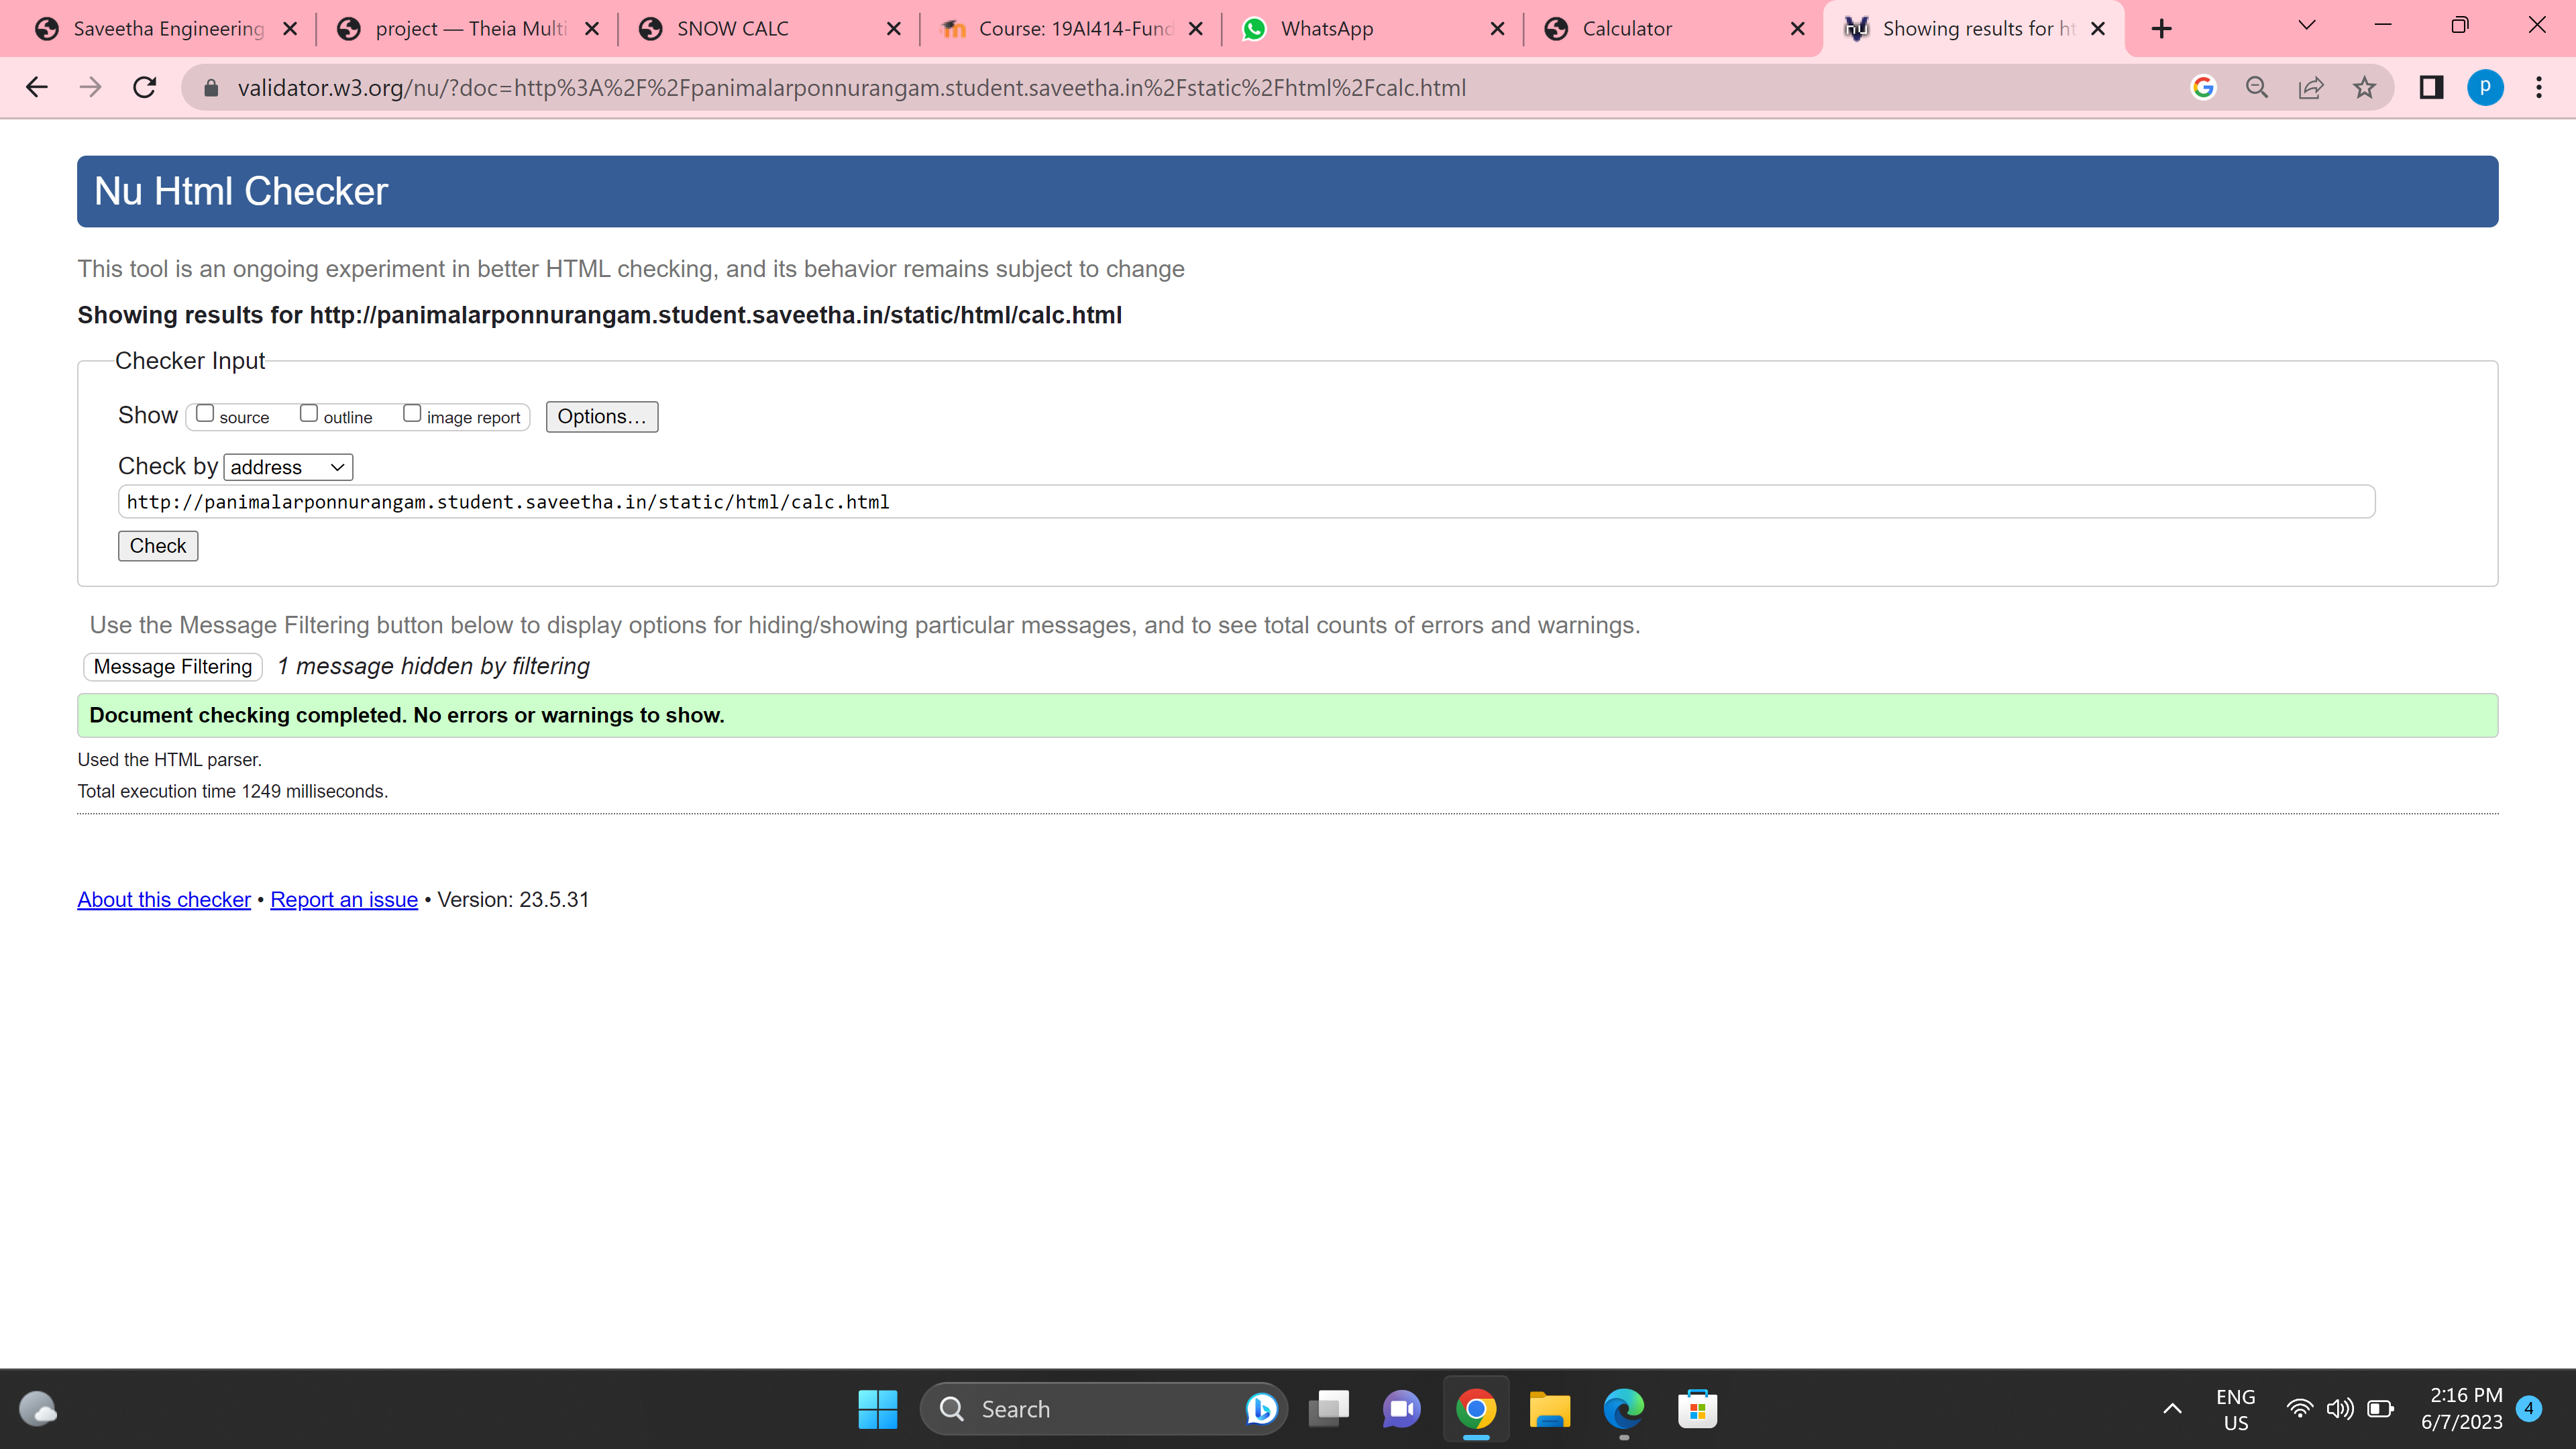 Saveetha Engineering
project — Theia Multi
SNOW CALC
Course: 19AI414-Fund
WhatsApp
Calculator
Showing results for ht
validator.w3.org/nu/?doc=http%3A%2F%2Fpanimalarponnurangam.student.saveetha.in%2Fstatic%2Fhtml%2Fcalc.html
p
Nu Html Checker
This tool is an ongoing experiment in better HTML checking, and its behavior remains subject to change
Showing results for http://panimalarponnurangam.student.saveetha.in/static/html/calc.html
Checker Input
Show source outline image report Options...
Check by address
http://panimalarponnurangam.student.saveetha.in/static/html/calc.html
Check
Use the Message Filtering button below to display options for hiding/showing particular messages, and to see total counts of errors and warnings.
Message Filtering 1 message hidden by filtering
Document checking completed. No errors or warnings to show.
Used the HTML parser.
Total execution time 1249 milliseconds.
About this checker • Report an issue • Version: 23.5.31
Search
ENG
US
2:16 PM
6/7/2023
4